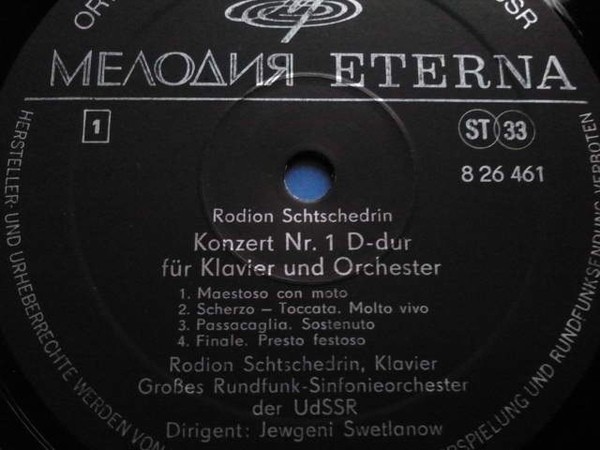 SSR
МЕЛОДИЯ ETERNA
1
ST 33
8 26 461
Rodion Schtschedrin
Konzert Nr. 1 D-dur
für Klavier und Orchester
1. Maestoso con moto
2. Scherzo – Toccata. Molto vivo
3. Passacaglia. Sostenuto
4. Finale. Presto festoso
Rodion Schtschedrin, Klavier
Großes Rundfunk-Sinfonieorchester
der UdSSR
Dirigent: Jewgeni Swetlanow
HERSTELLER- UND URHEBERRECHTE WERDEN VON
UND RUNDFUNKSENDUNG VERBOTEN